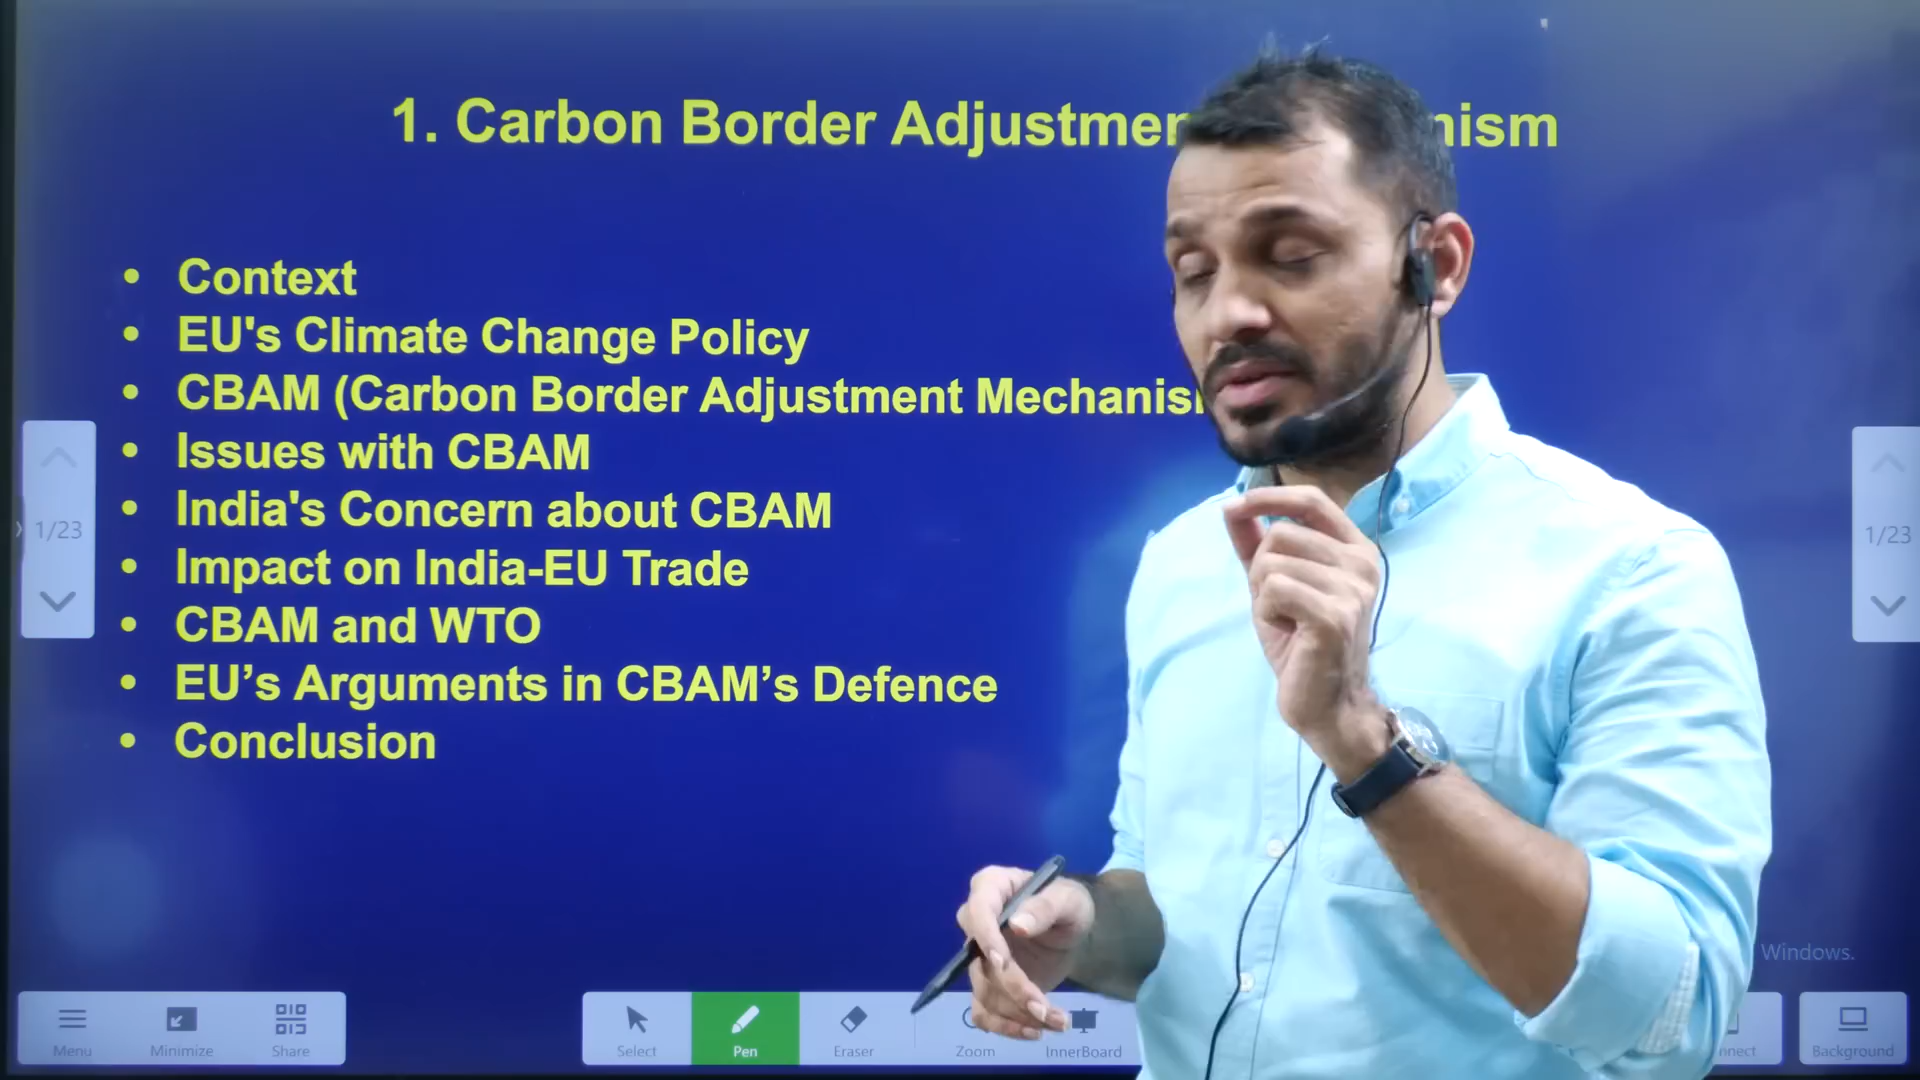 1. Carbon Border Adjustmen nism
• Context
• EU's Climate Change Policy
• CBAM (Carbon Border Adjustment Mechanis
• Issues with CBAM
• India's Concern about CBAM
• Impact on India-EU Trade
• CBAM and WTO
• EU’s Arguments in CBAM’s Defence
• Conclusion
1/23
1/23
Windows.
Menu Minimize Share Select Pen Eraser Zoom InnerBoard nnect Background